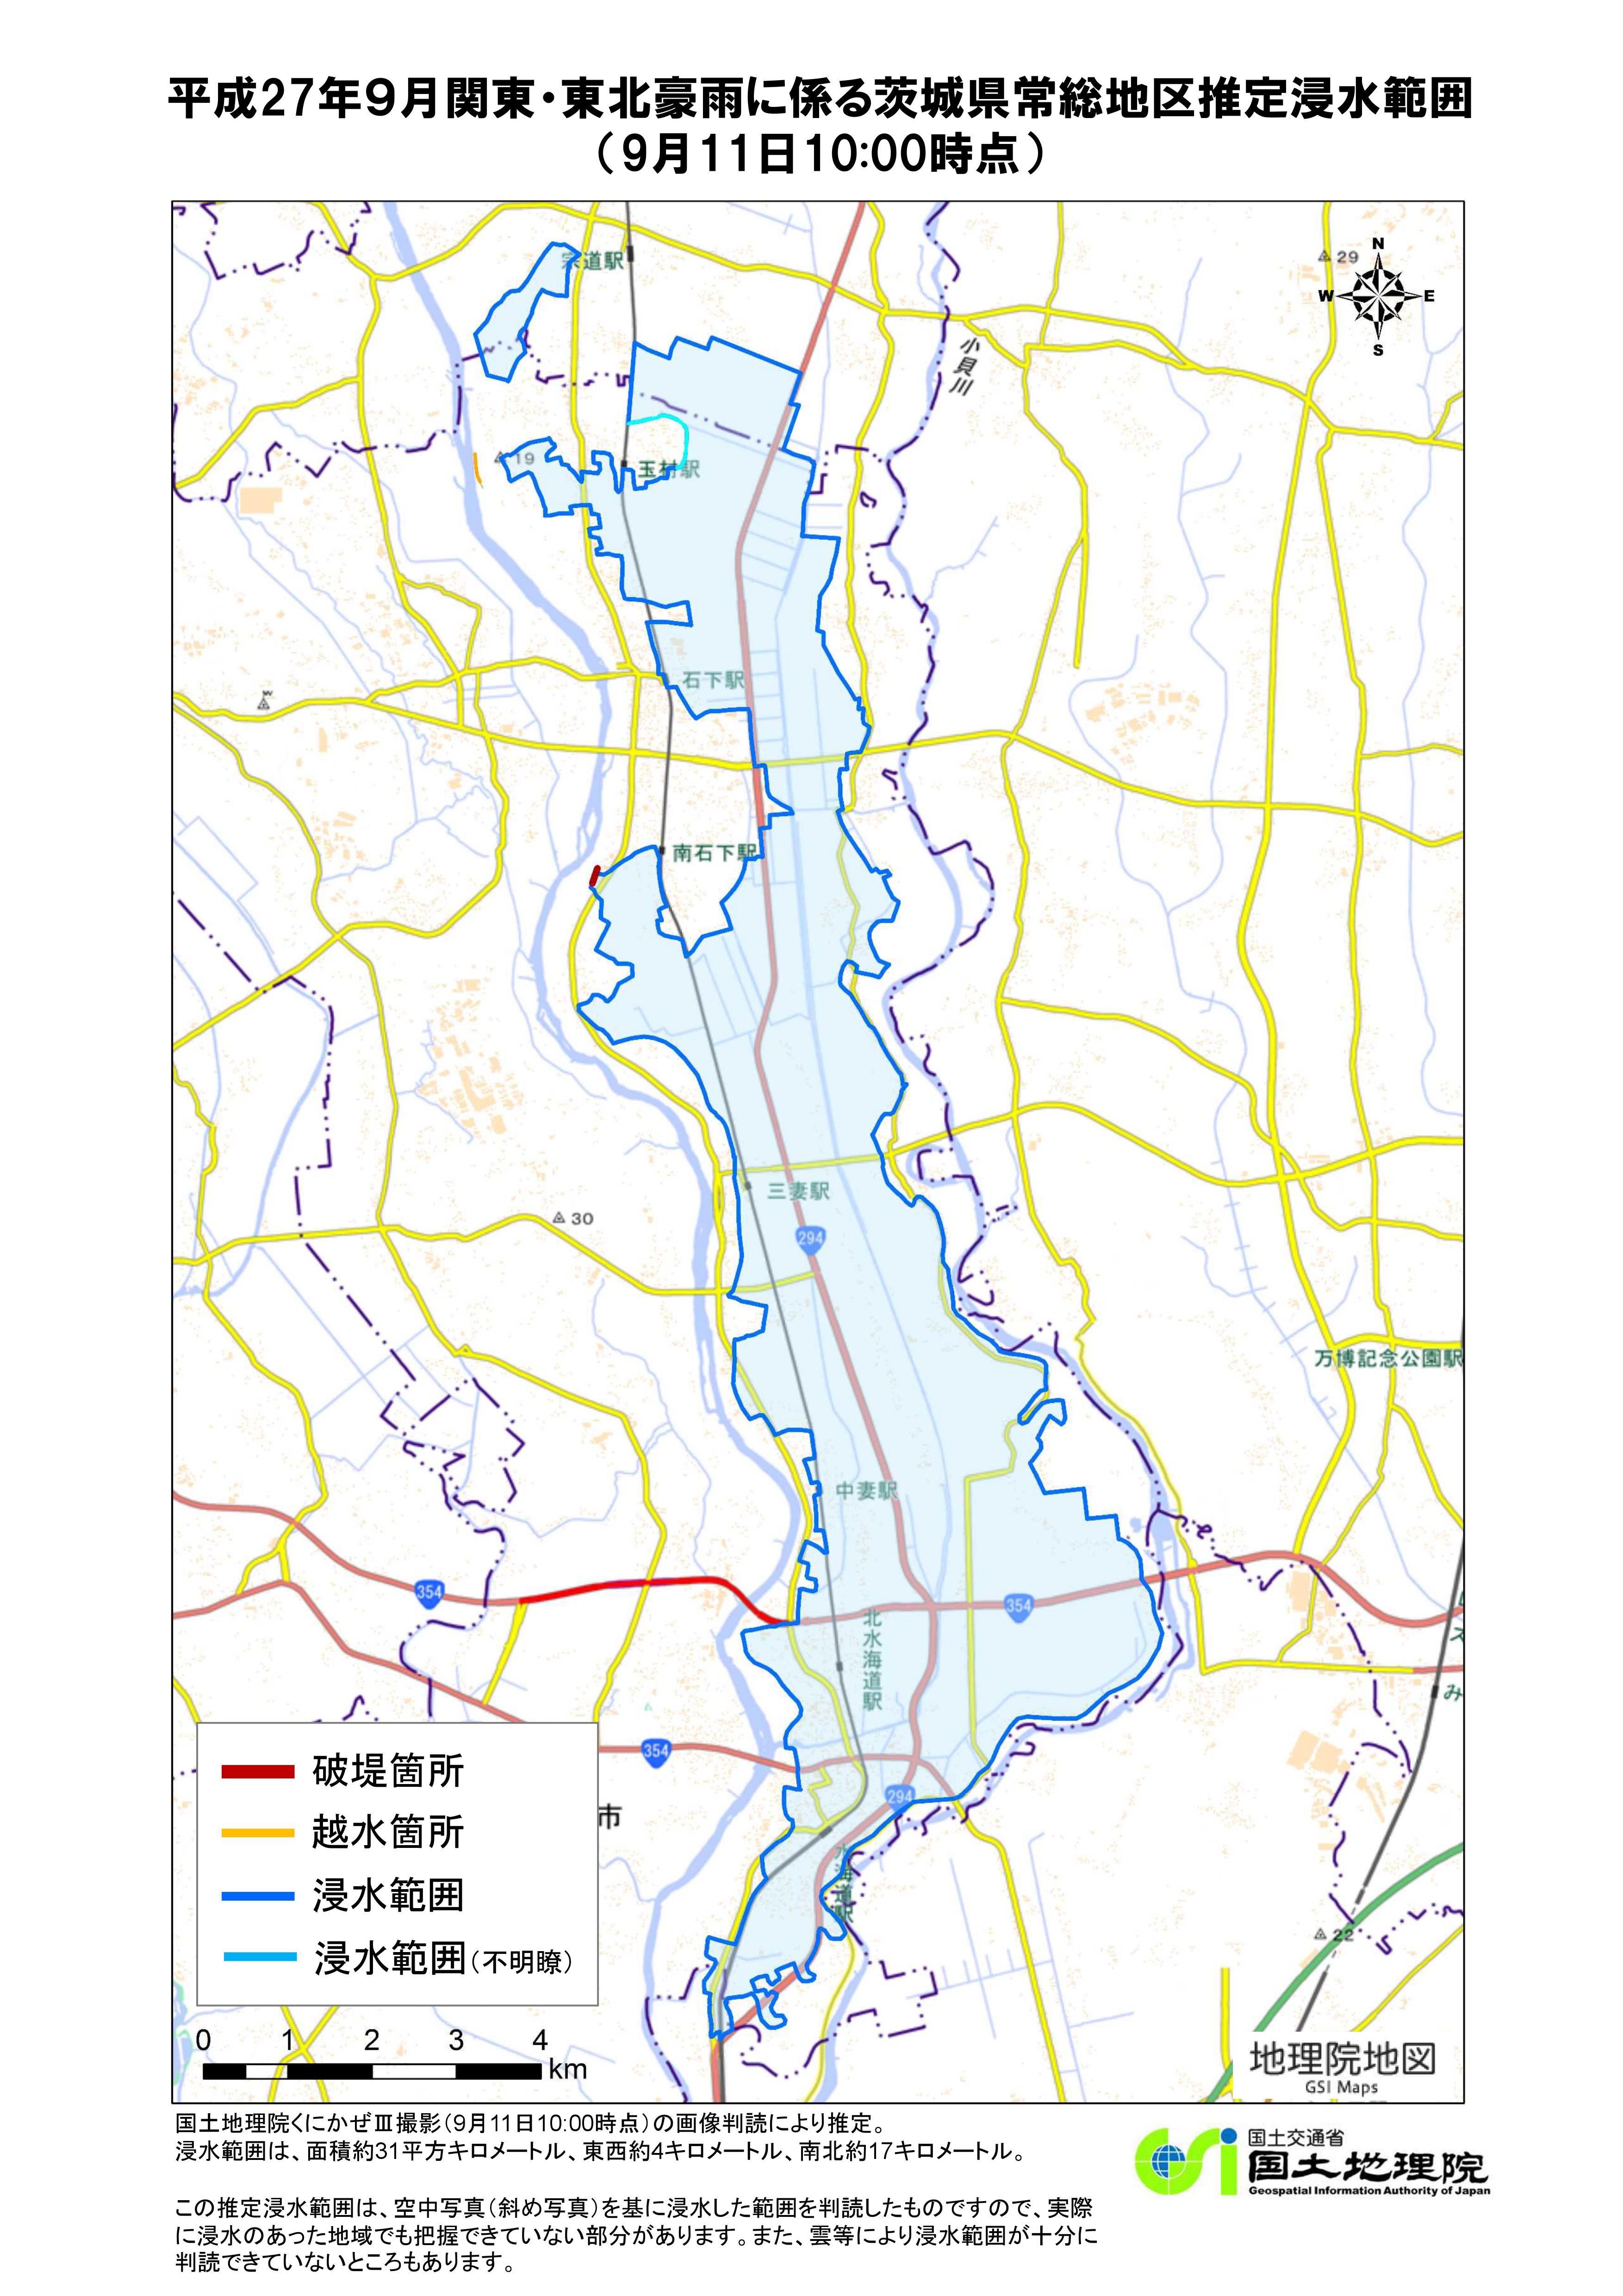 平成27年9月関東・東北豪雨に係る茨城県常総地区推定浸水範囲
（9月11日10:00時点）
宗道駅
29
N
W
E
S
小貝川
19
玉村駅
石下駅
南石下駅
三妻駅
30
294
万博記念公園駅
中妻駅
354
354
北水海道駅
み
354
294
市
水海道駅
22
破堤箇所
越水箇所
浸水範囲
浸水範囲（不明瞭）
0 1 2 3 4
km
地理院地図
GSI Maps
国土地理院くにかぜⅢ撮影（9月11日10:00時点）の画像判読により推定。
浸水範囲は、面積約31平方キロメートル、東西約4キロメートル、南北約17キロメートル。
この推定浸水範囲は、空中写真（斜め写真）を基に浸水した範囲を判読したものですので、実際
に浸水のあった地域でも把握できていない部分があります。また、雲等により浸水範囲が十分に
判読できていないところもあります。
国土交通省
国土地理院
Geospatial Information Authority of Japan